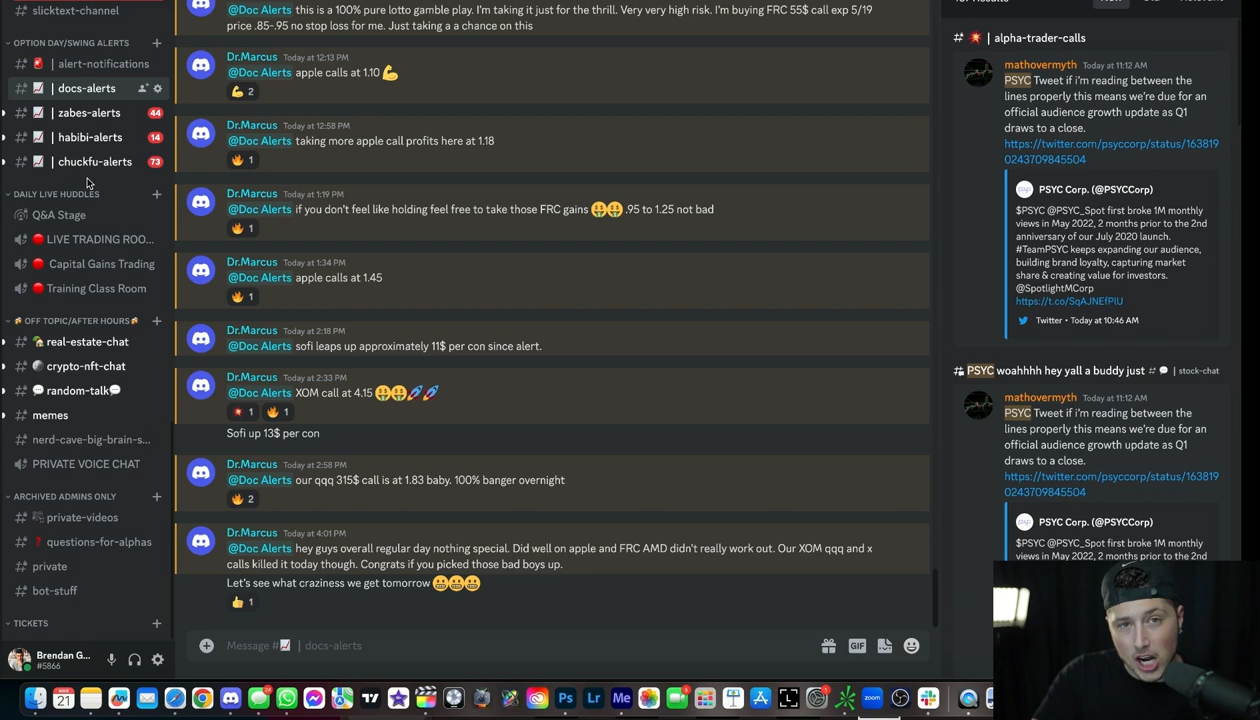 slicktext-channel
OPTION DAY/SWING ALERTS
| alert-notifications
| docs-alerts
| zabes-alerts 44
| habibi-alerts 14
| chuckfu-alerts 73
DAILY LIVE HUDDLES
Q&A Stage
LIVE TRADING ROO...
Capital Gains Trading
Training Class Room
OFF TOPIC/AFTER HOURS
real-estate-chat
crypto-nft-chat
random-talk
memes
nerd-cave-big-brain-s...
PRIVATE VOICE CHAT
ARCHIVED ADMINS ONLY
private-videos
questions-for-alphas
private
bot-stuff
TICKETS
Brendan G...
#5866
@Doc Alerts this is a 100% pure lotto gamble play. I'm taking it just for the thrill. Very very high risk. I'm buying FRC 55$ call exp 5/19
price .85-.95 no stop loss for me. Just taking a a chance on this
Dr.Marcus Today at 12:13 PM
@Doc Alerts apple calls at 1.10 💪
💪 2
Dr.Marcus Today at 12:58 PM
@Doc Alerts taking more apple call profits here at 1.18
🔥 1
Dr.Marcus Today at 1:19 PM
@Doc Alerts if you don't feel like holding feel free to take those FRC gains 🤑🤑 .95 to 1.25 not bad
🔥 1
Dr.Marcus Today at 1:34 PM
@Doc Alerts apple calls at 1.45
🔥 1
Dr.Marcus Today at 2:18 PM
@Doc Alerts sofi leaps up approximately 11$ per con since alert.
Dr.Marcus Today at 2:33 PM
@Doc Alerts XOM call at 4.15 🤑🤑🚀🚀
💥 1 🔥 1
Sofi up 13$ per con
Dr.Marcus Today at 2:58 PM
@Doc Alerts our qqq 315$ call is at 1.83 baby. 100% banger overnight
🔥 2
Dr.Marcus Today at 4:01 PM
@Doc Alerts hey guys overall regular day nothing special. Did well on apple and FRC AMD didn't really work out. Our XOM qqq and x
calls killed it today though. Congrats if you picked those bad boys up.
Let's see what craziness we get tomorrow 😬😬😬
👍 1
Message # | docs-alerts
GIF
# | alpha-trader-calls
mathovermyth Today at 11:12 AM
PSYC Tweet if i'm reading between the
lines properly this means we're due for an
official audience growth update as Q1
draws to a close.
https://twitter.com/psyccorp/status/163819
0243709845504
PSYC Corp. (@PSYCCorp)
$PSYC @PSYC_Spot first broke 1M monthly
views in May 2022, 2 months prior to the 2nd
anniversary of our July 2020 launch.
#TeamPSYC keeps expanding our audience,
building brand loyalty, capturing market
share & creating value for investors.
@SpotlightMCorp
https://t.co/SqAJNEfPlU
Twitter • Today at 10:46 AM
PSYC woahhhh hey yall a buddy just # | stock-chat
mathovermyth Today at 11:12 AM
PSYC Tweet if i'm reading between the
lines properly this means we're due for an
official audience growth update as Q1
draws to a close.
https://twitter.com/psyccorp/status/163819
0243709845504
PSYC Corp. (@PSYCCorp)
$PSYC @PSYC_Spot first broke 1M monthly
views in May 2022, 2 months prior to the 2nd
anniversary of our July 2020 launch.
MAR
21
Ps
Lr
Me
zoom